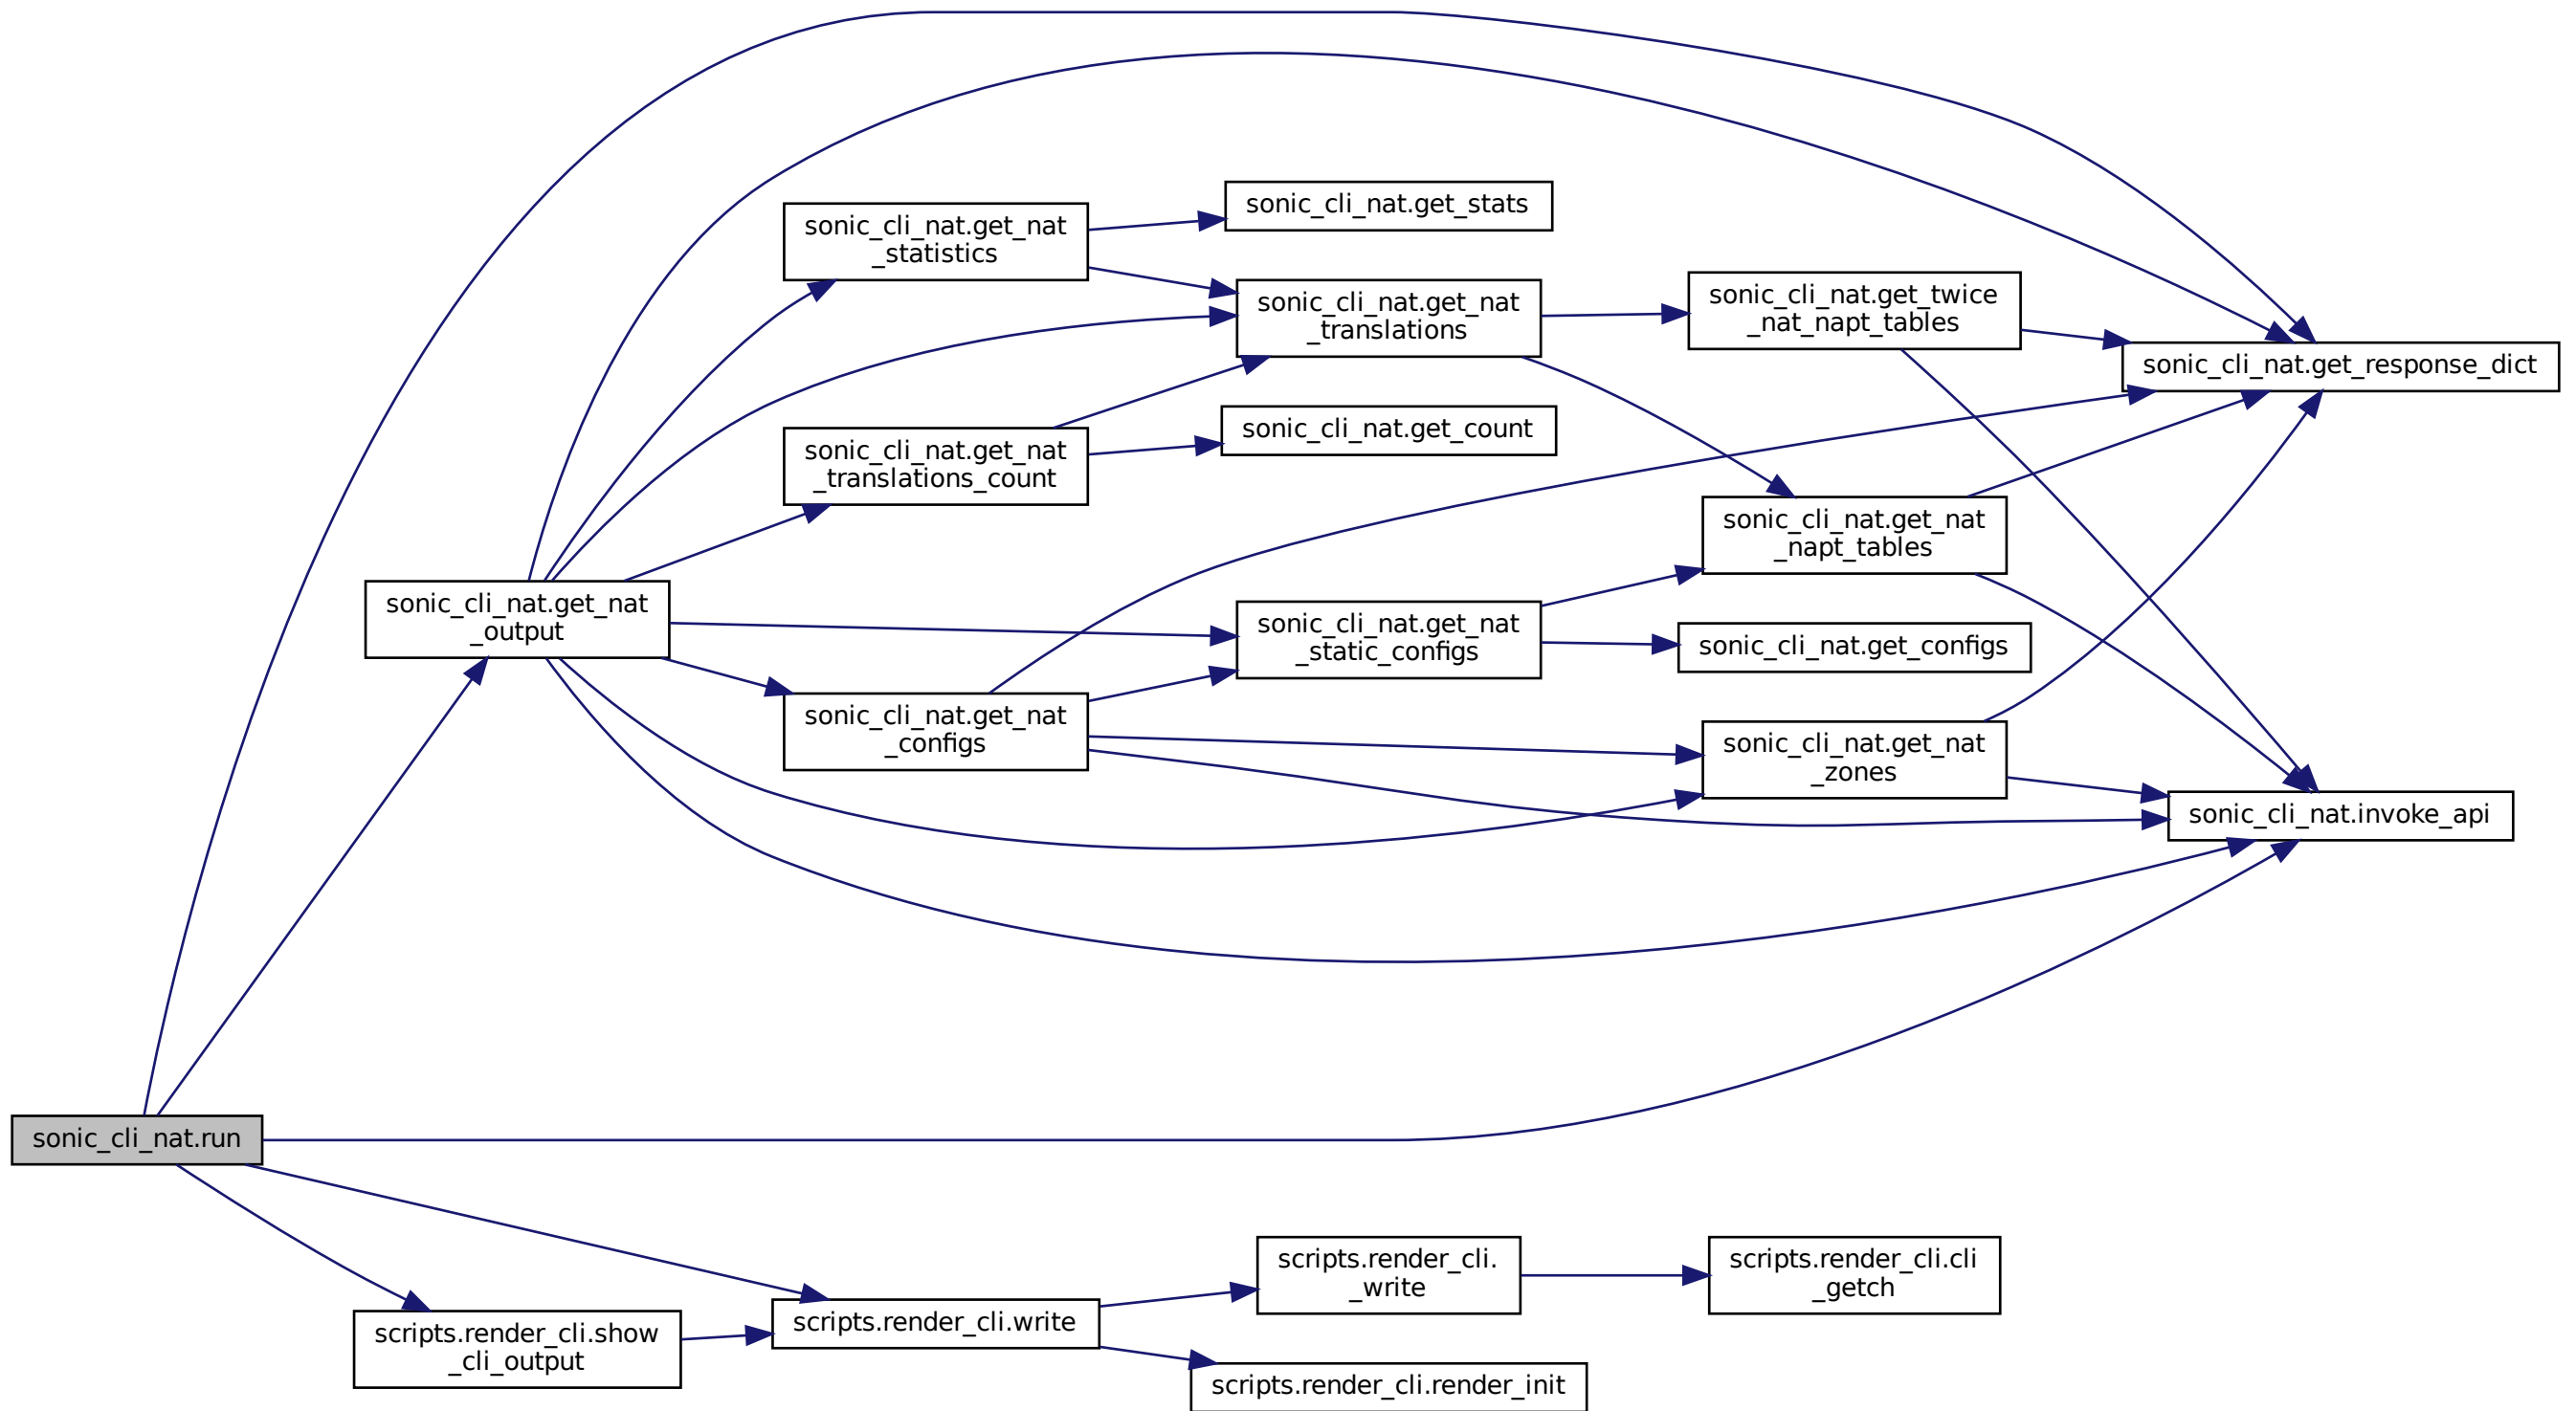 sonic_cli_nat.get_stats
sonic_cli_nat.get_nat
_statistics
sonic_cli_nat.get_nat
_translations
sonic_cli_nat.get_twice
_nat_napt_tables
sonic_cli_nat.get_response_dict
sonic_cli_nat.get_count
sonic_cli_nat.get_nat
_translations_count
sonic_cli_nat.get_nat
_napt_tables
sonic_cli_nat.get_nat
_output
sonic_cli_nat.get_nat
_static_configs
sonic_cli_nat.get_configs
sonic_cli_nat.get_nat
_configs
sonic_cli_nat.get_nat
_zones
sonic_cli_nat.invoke_api
sonic_cli_nat.run
scripts.render_cli.
_write
scripts.render_cli.cli
_getch
scripts.render_cli.write
scripts.render_cli.show
_cli_output
scripts.render_cli.render_init